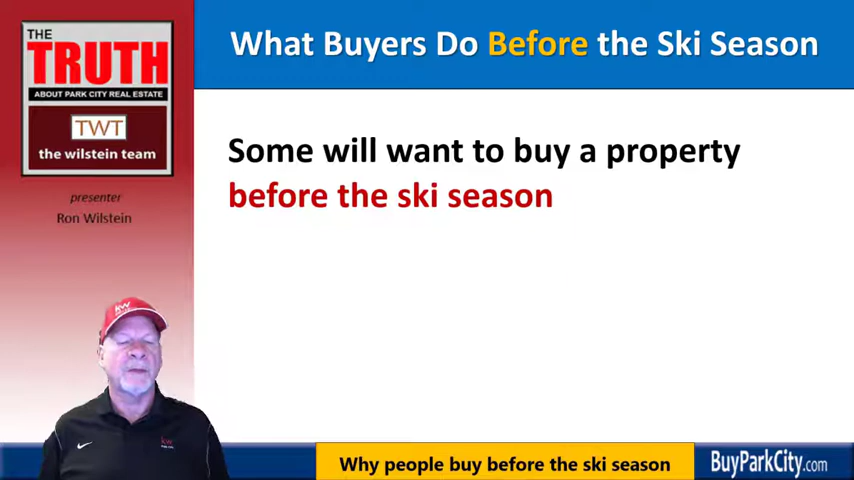 What Buyers Do Before the Ski Season
THE
TRUTH
ABOUT PARK CITY REAL ESTATE
TWT
the wilstein team
presenter
Ron Wilstein
Some will want to buy a property
before the ski season
kw
kw
Why people buy before the ski season
BuyParkCity.com